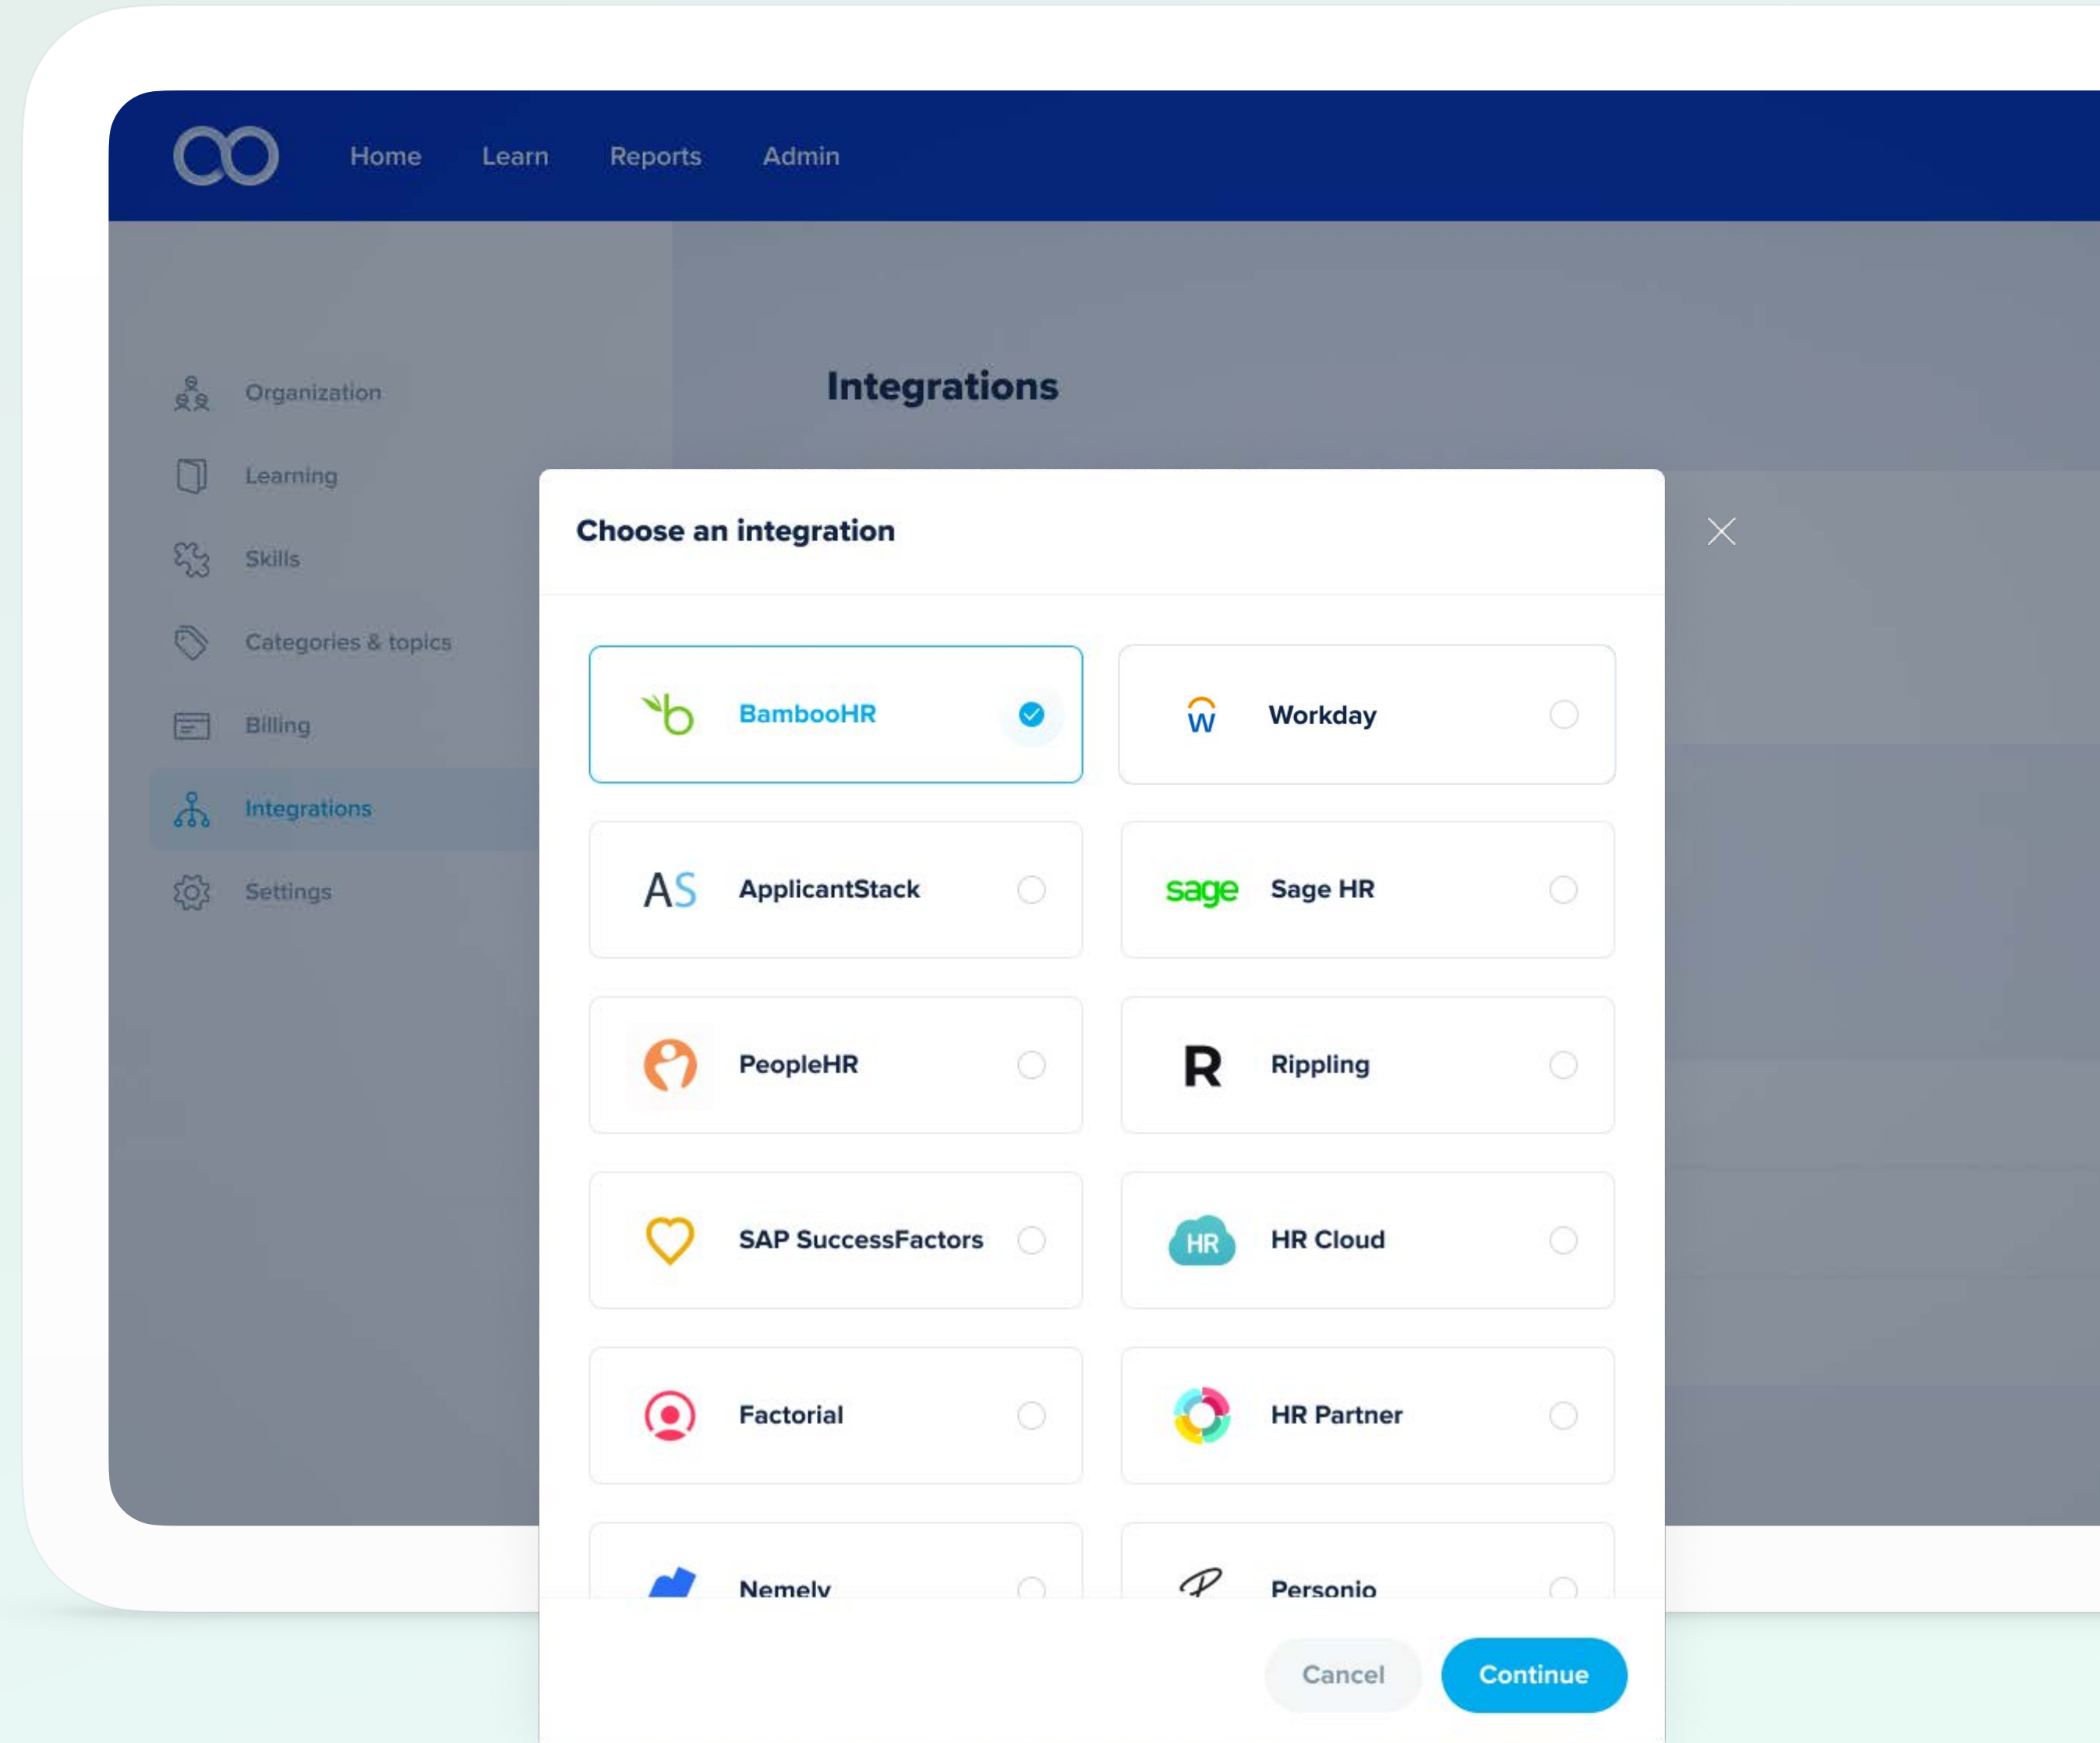 Home Learn Reports Admin
Organization
Learning
Skills
Categories & topics
Billing
Integrations
Settings
Integrations
Choose an integration
BambooHR
W Workday
AS ApplicantStack
sage Sage HR
PeopleHR
R Rippling
SAP SuccessFactors
HR HR Cloud
Factorial
HR Partner
Nemely
P Personio
Cancel Continue